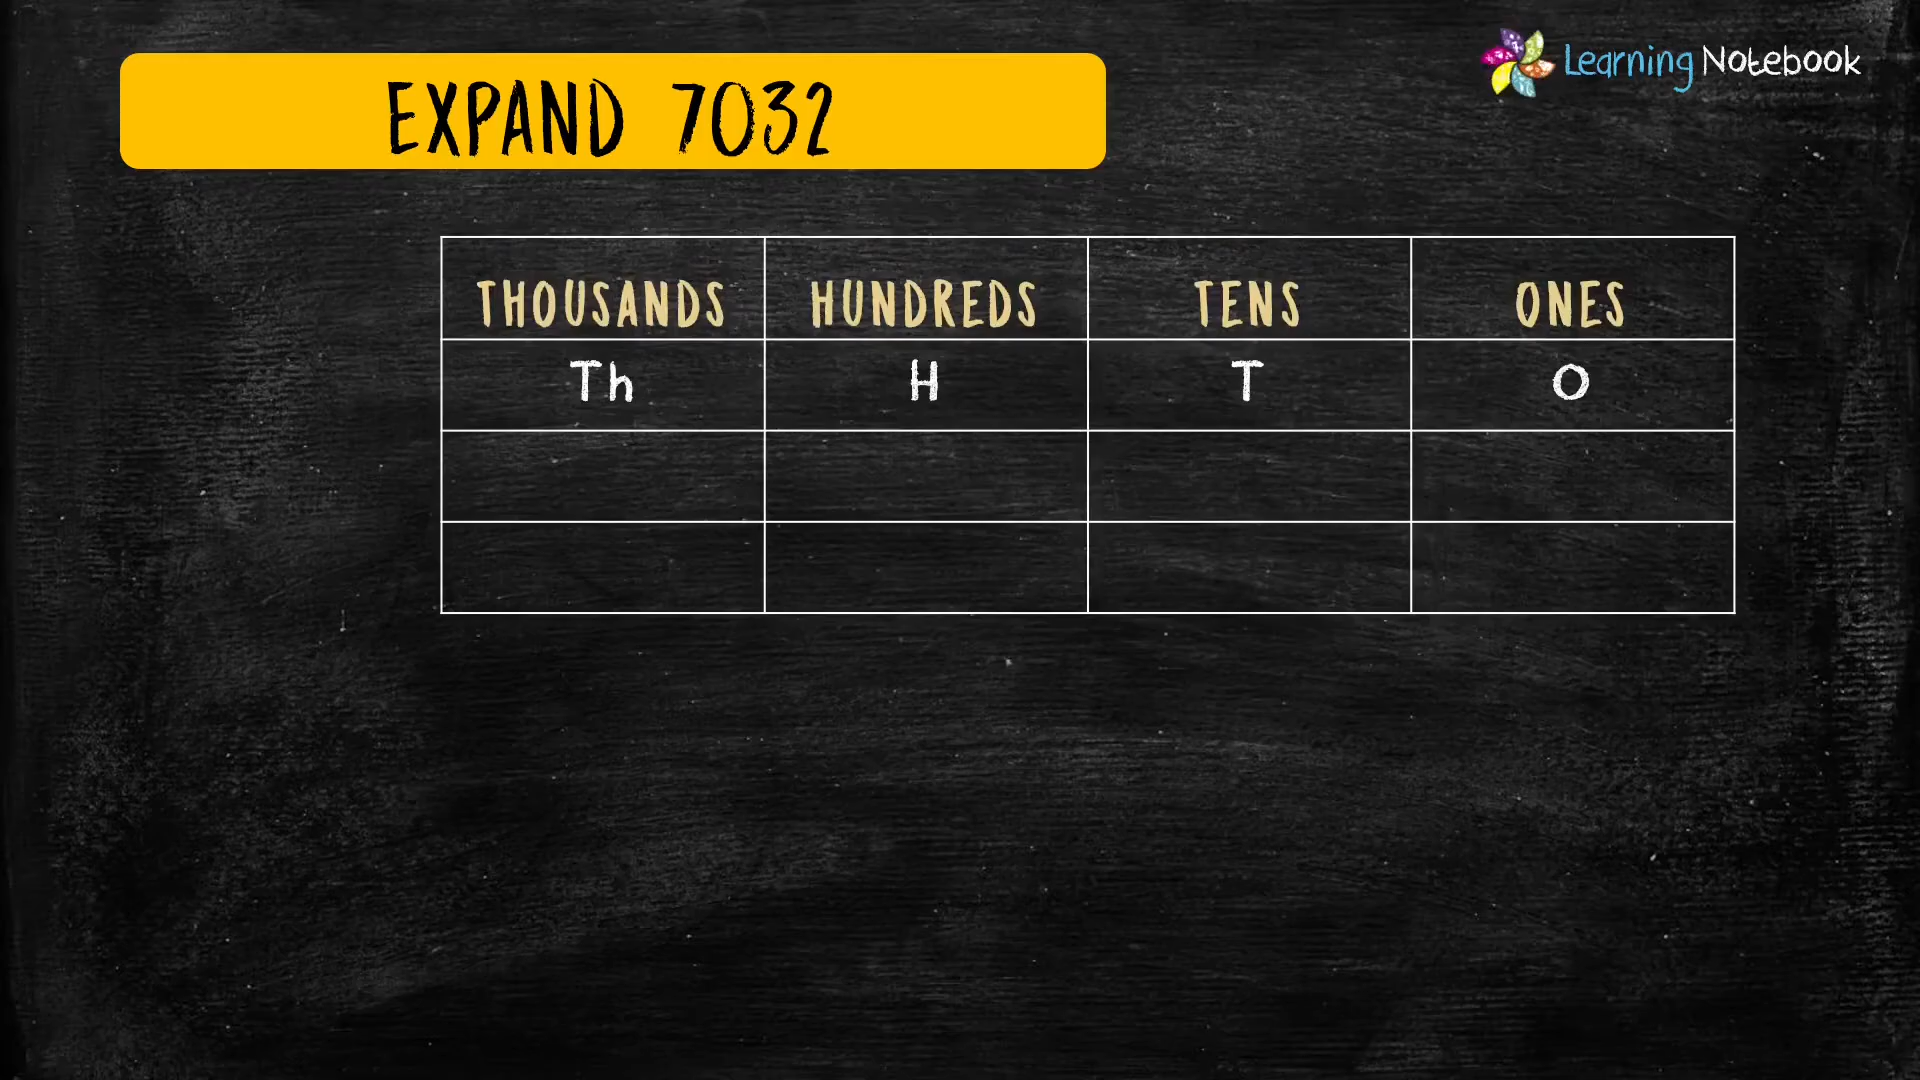 EXPAND 7032
Learning Notebook
THOUSANDS HUNDREDS TENS ONES
Th H T O